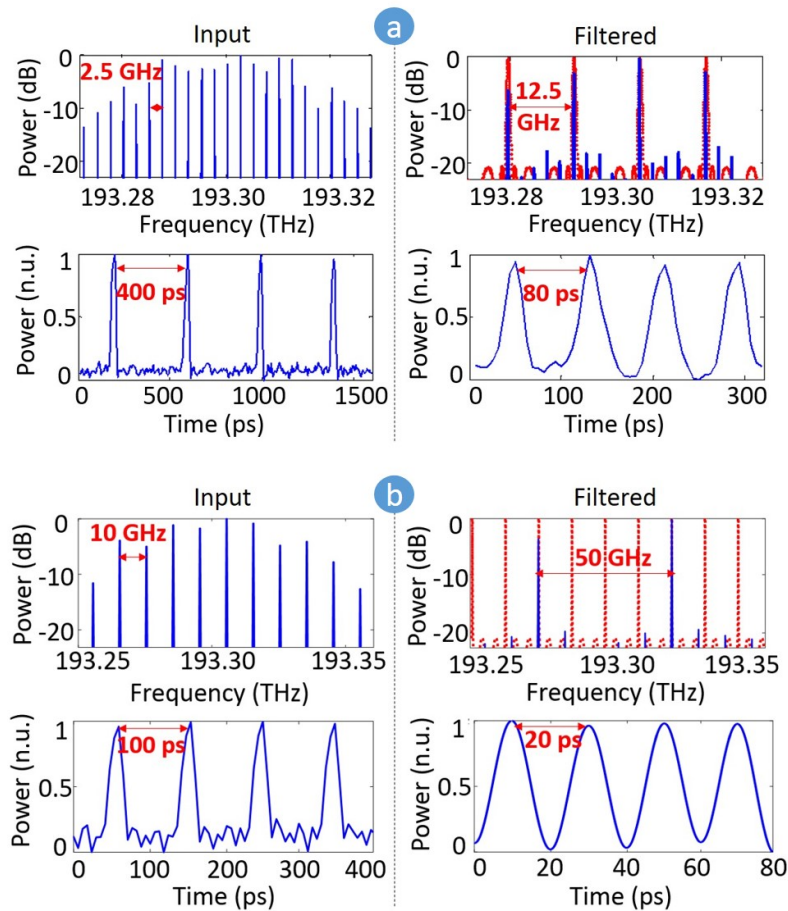 a
Input
Filtered
Power (dB)
0
-10
-20
2.5 GHz
193.28 193.30 193.32
Frequency (THz)
Power (dB)
0
-10
-20
12.5
GHz
193.28 193.30 193.32
Frequency (THz)
Power (n.u.)
1
0.5
0
400 ps
0 500 1000 1500
Time (ps)
Power (n.u.)
1
0.5
0
80 ps
0 100 200 300
Time (ps)
b
Input
Filtered
Power (dB)
0
-10
-20
10 GHz
193.25 193.30 193.35
Frequency (THz)
Power (dB)
0
-10
-20
50 GHz
193.25 193.30 193.35
Frequency (THz)
Power (n.u.)
1
0.5
0
100 ps
0 100 200 300 400
Time (ps)
Power (n.u.)
1
0.5
0
20 ps
0 20 40 60 80
Time (ps)